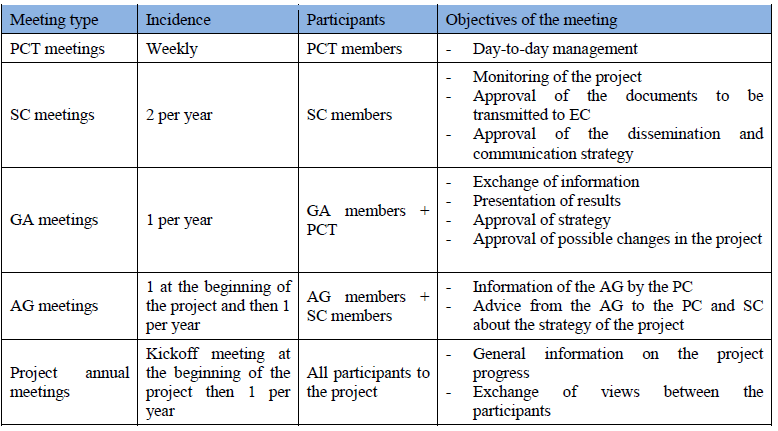 Meeting type Incidence Participants Objectives of the meeting
PCT meetings Weekly PCT members - Day-to-day management
SC meetings 2 per year SC members - Monitoring of the project
- Approval of the documents to be
transmitted to EC
- Approval of the dissemination and
communication strategy
GA meetings 1 per year GA members +
PCT
- Exchange of information
- Presentation of results
- Approval of strategy
- Approval of possible changes in the project
AG meetings 1 at the beginning of
the project and then 1
per year
AG members +
SC members
- Information of the AG by the PC
- Advice from the AG to the PC and SC
about the strategy of the project
Project annual
meetings
Kickoff meeting at
the beginning of the
project then 1 per
year
All participants to
the project
- General information on the project
progress
- Exchange of views between the
participants